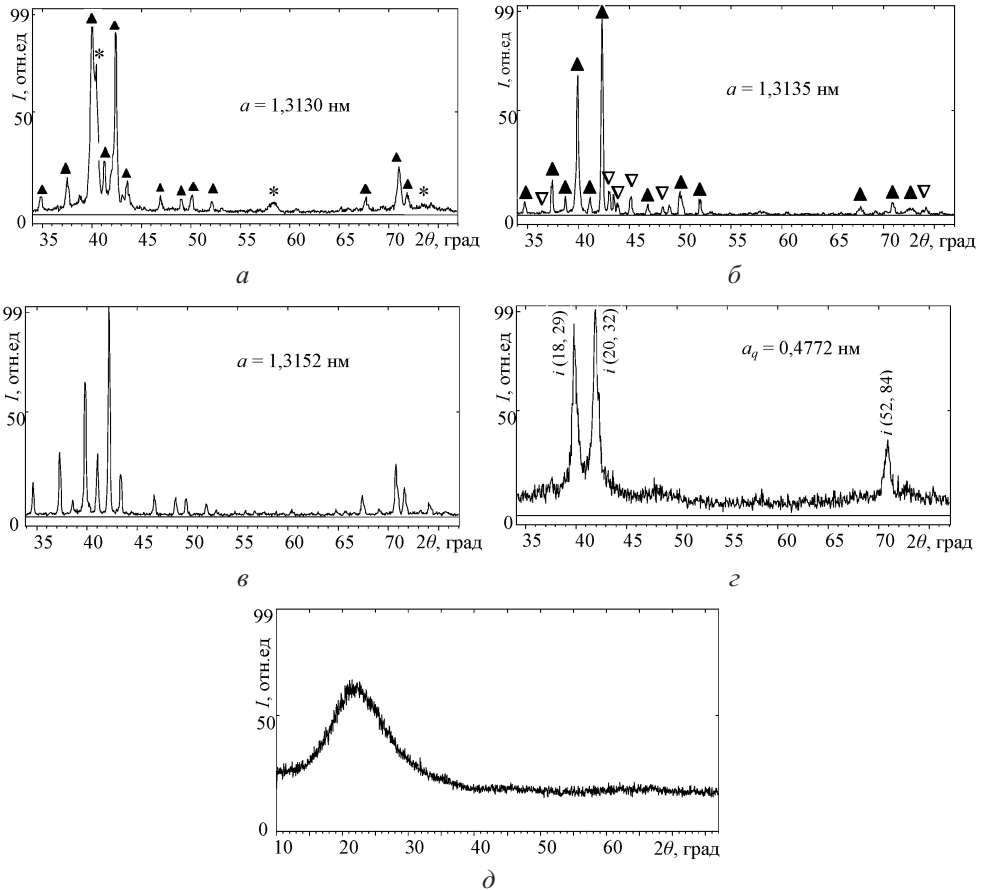 99
I, отн.ед
50
0
▲ ▲ * ▲ ▲ ▲ ▲ ▲ ▲ ▲ ▲ * ▲ ▲ ▲ *
a = 1,3130 нм
35 40 45 50 55 60 65 70 2θ, град
а
99
I, отн.ед
50
0
▲ ▽ ▲ ▲ ▲ ▲ ▲ ▽ ▽ ▽ ▲ ▽ ▲ ▲ ▲ ▲ ▲ ▽
a = 1,3135 нм
35 40 45 50 55 60 65 70 2θ, град
б
99
I, отн.ед
50
0
a = 1,3152 нм
35 40 45 50 55 60 65 70 2θ, град
в
99
I, отн.ед
50
0
i (18, 29)
i (20, 32)
a_q = 0,4772 нм
i (52, 84)
35 40 45 50 55 60 65 70 2θ, град
г
99
I, отн.ед
50
0
10 20 30 40 50 60 2θ, град
д